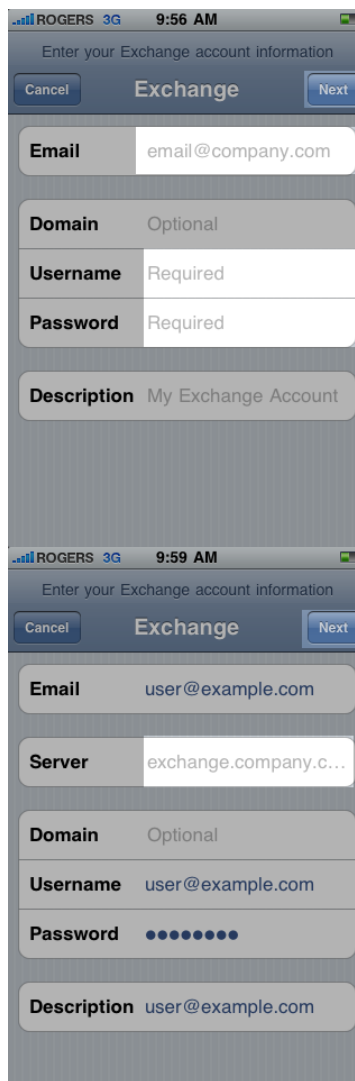 ROGERS 3G 9:56 AM
Enter your Exchange account information
Cancel Exchange Next
Email email@company.com
Domain Optional
Username Required
Password Required
Description My Exchange Account
ROGERS 3G 9:59 AM
Enter your Exchange account information
Cancel Exchange Next
Email user@example.com
Server exchange.company.c...
Domain Optional
Username user@example.com
Password ●●●●●●●●
Description user@example.com